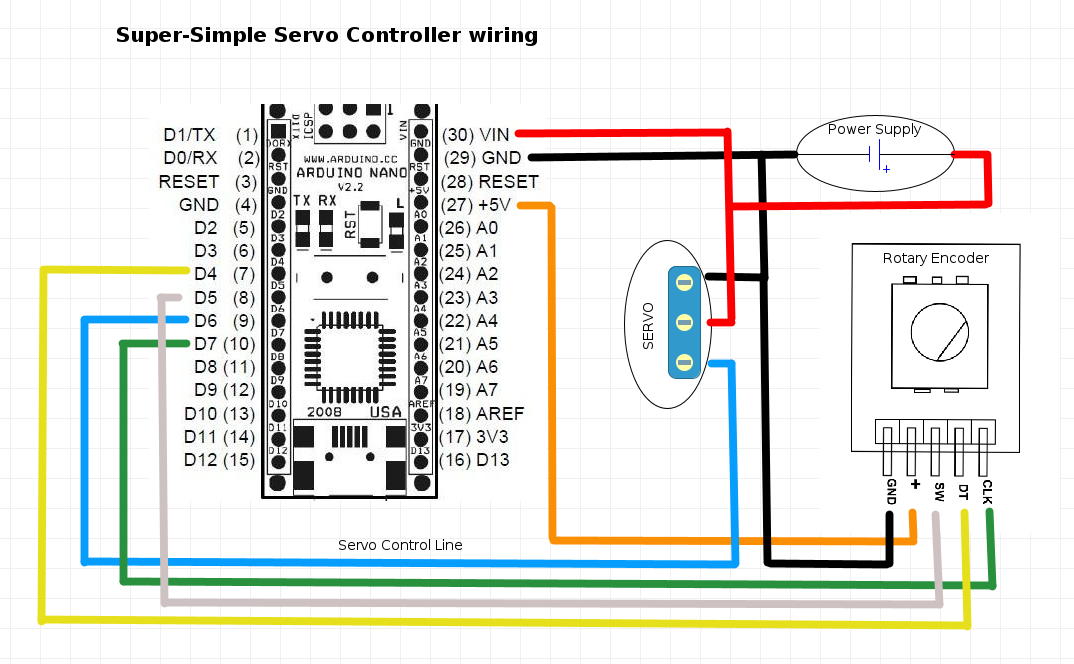 Super-Simple Servo Controller wiring
D1/TX (1)
D0/RX (2)
RESET (3)
GND (4)
D2 (5)
D3 (6)
D4 (7)
D5 (8)
D6 (9)
D7 (10)
D8 (11)
D9 (12)
D10 (13)
D11 (14)
D12 (15)
ICSP
1
WWW.ARDUINO.CC
ARDUINO NANO
V2.2
TX RX
RST
L
2008 USA
RST
GND
D2
D3
D4
D5
D6
D7
D8
D9
D10
D11
D12
VIN
GND
RST
+5V
A0
A1
A2
A3
A4
A5
A6
A7
AREF
3V3
D13
(30) VIN
(29) GND
(28) RESET
(27) +5V
(26) A0
(25) A1
(24) A2
(23) A3
(22) A4
(21) A5
(20) A6
(19) A7
(18) AREF
(17) 3V3
(16) D13
Power Supply
+
SERVO
Rotary Encoder
GND
+
SW
DT
CLK
Servo Control Line